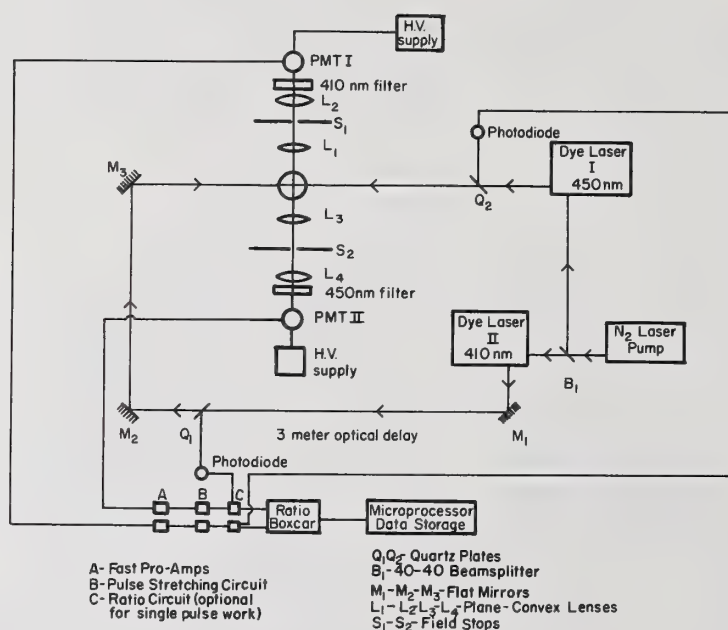 H.V.
supply
PMT I
410 nm filter
L2
S1
L1
Photodiode
Dye Laser
I
450nm
M3
Q2
L3
S2
L4
450nm filter
PMT II
H.V.
supply
Dye Laser
II
410 nm
N2 Laser
Pump
B1
M2
Q1
3 meter optical delay
M1
Photodiode
A
B
C
Ratio
Boxcar
Microprocessor
Data Storage
A- Fast Pro-Amps
B-Pulse Stretching Circuit
C- Ratio Circuit (optional
for single pulse work)
Q1Q2- Quartz Plates
B1-40-40 Beamsplitter
M1-M2-M3-Flat Mirrors
L1-L2-L3-L4-Plane-Convex Lenses
S1-S2-Field Stops